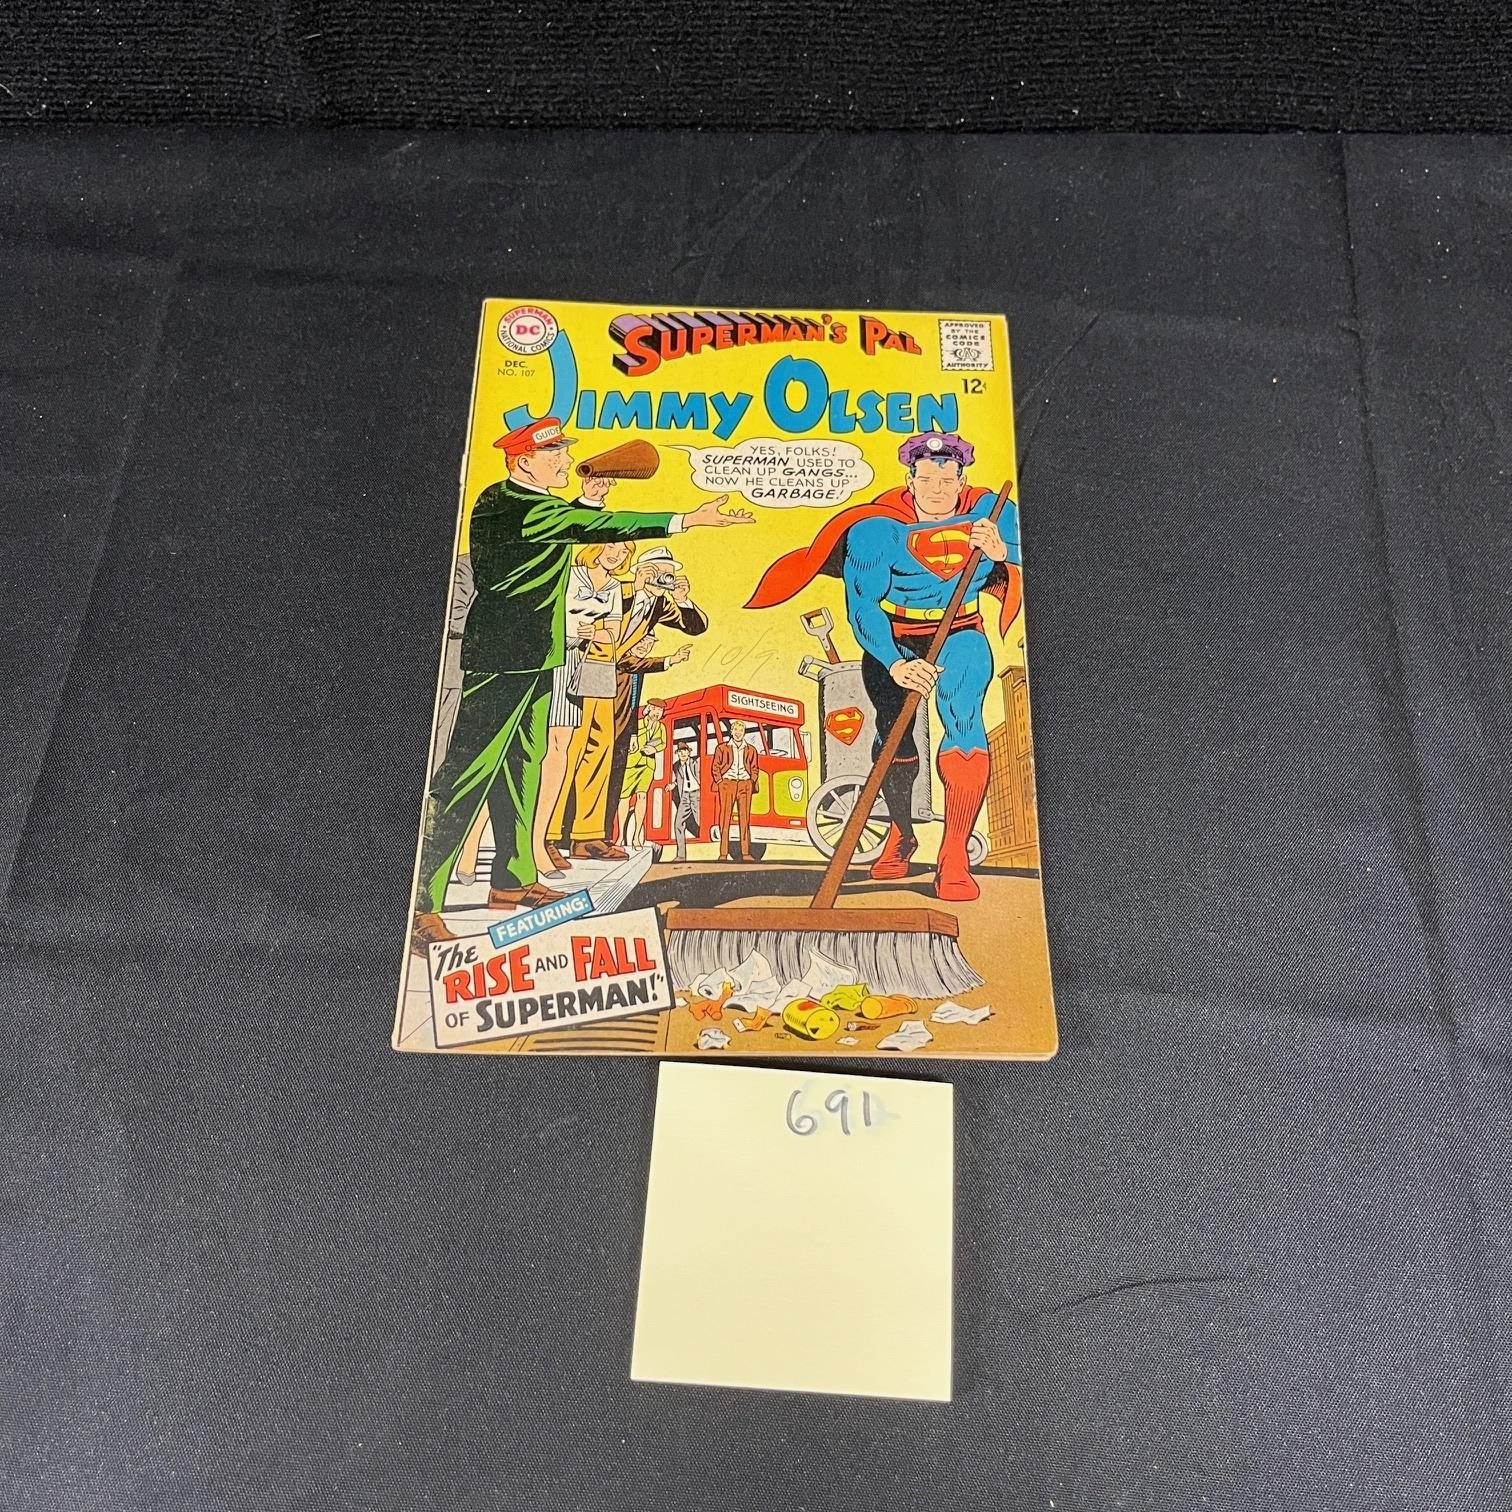 SUPERMAN
DC
NATIONAL COMICS
DEC.
NO. 107
SUPERMAN'S PAL
JIMMY OLSEN
APPROVED
BY THE
COMICS
CODE
CA
AUTHORITY
12¢
GUIDE
YES, FOLKS!
SUPERMAN USED TO
CLEAN UP GANGS...
NOW HE CLEANS UP
GARBAGE!
S
10/9
SIGHTSEEING
S
FEATURING:
"The
RISE AND FALL
OF SUPERMAN!"
691